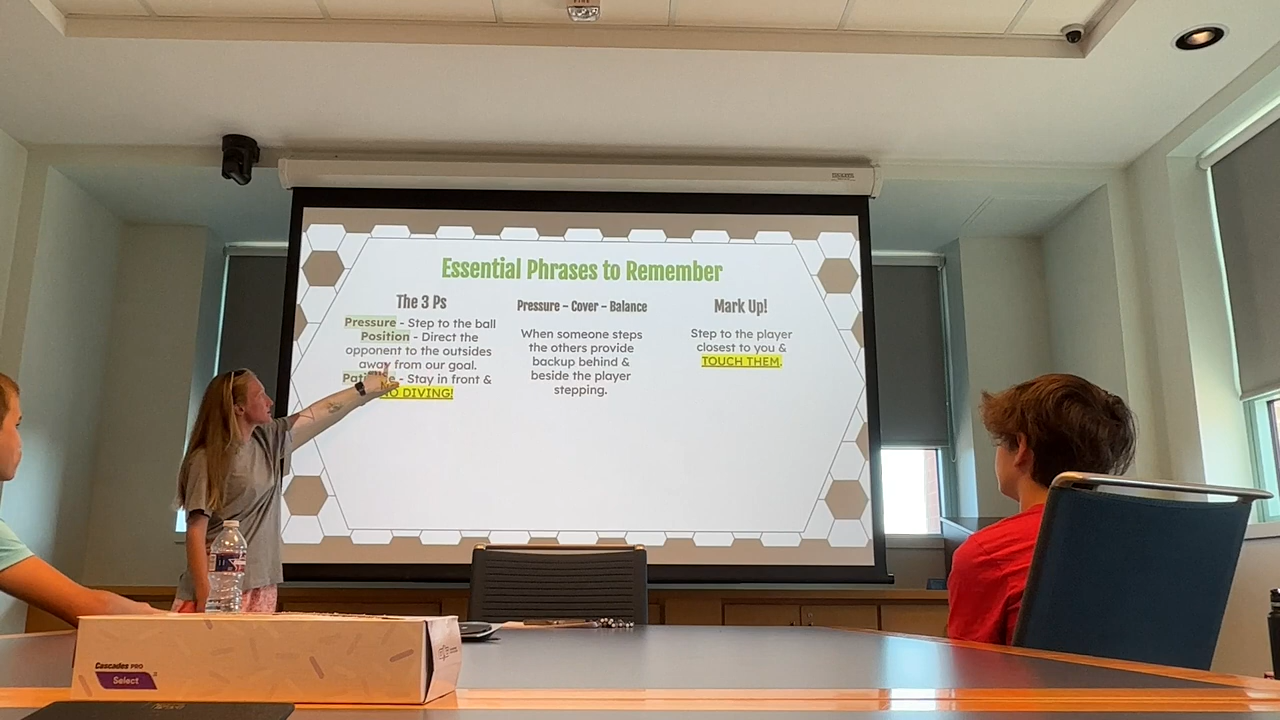 FIRE
Essential Phrases to Remember
The 3 Ps
Pressure - Step to the ball
Position - Direct the
opponent to the outsides
away from our goal.
- Stay in front &
NO DIVING!
Pressure – Cover – Balance
When someone steps
the others provide
backup behind &
beside the player
stepping.
Mark Up!
Step to the player
closest to you &
TOUCH THEM.
Cascades PRO
Select